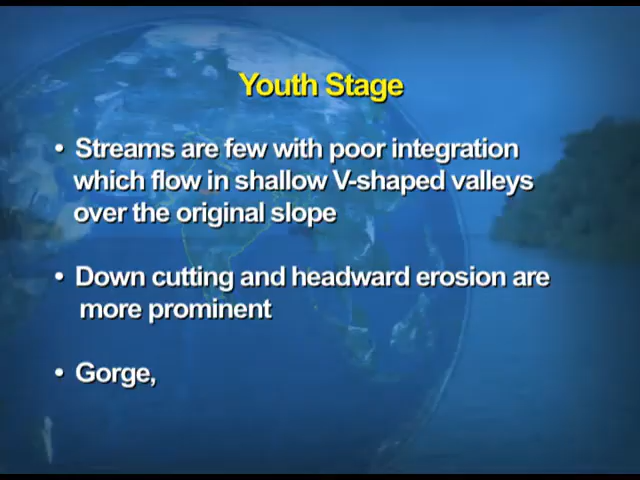 Youth Stage
• Streams are few with poor integration
which flow in shallow V-shaped valleys
over the original slope
• Down cutting and headward erosion are
more prominent
• Gorge,